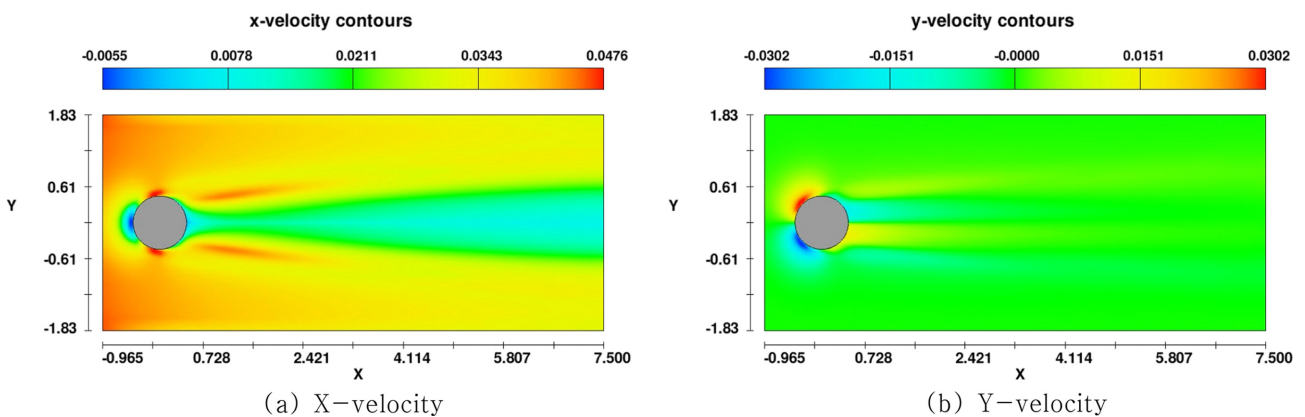 x-velocity contours
-0.0055 0.0078 0.0211 0.0343 0.0476
1.83
0.61
Y
-0.61
-1.83
-0.965 0.728 2.421 4.114 5.807 7.500
X
(a) X-velocity
y-velocity contours
-0.0302 -0.0151 -0.0000 0.0151 0.0302
1.83
0.61
Y
-0.61
-1.83
-0.965 0.728 2.421 4.114 5.807 7.500
X
(b) Y-velocity